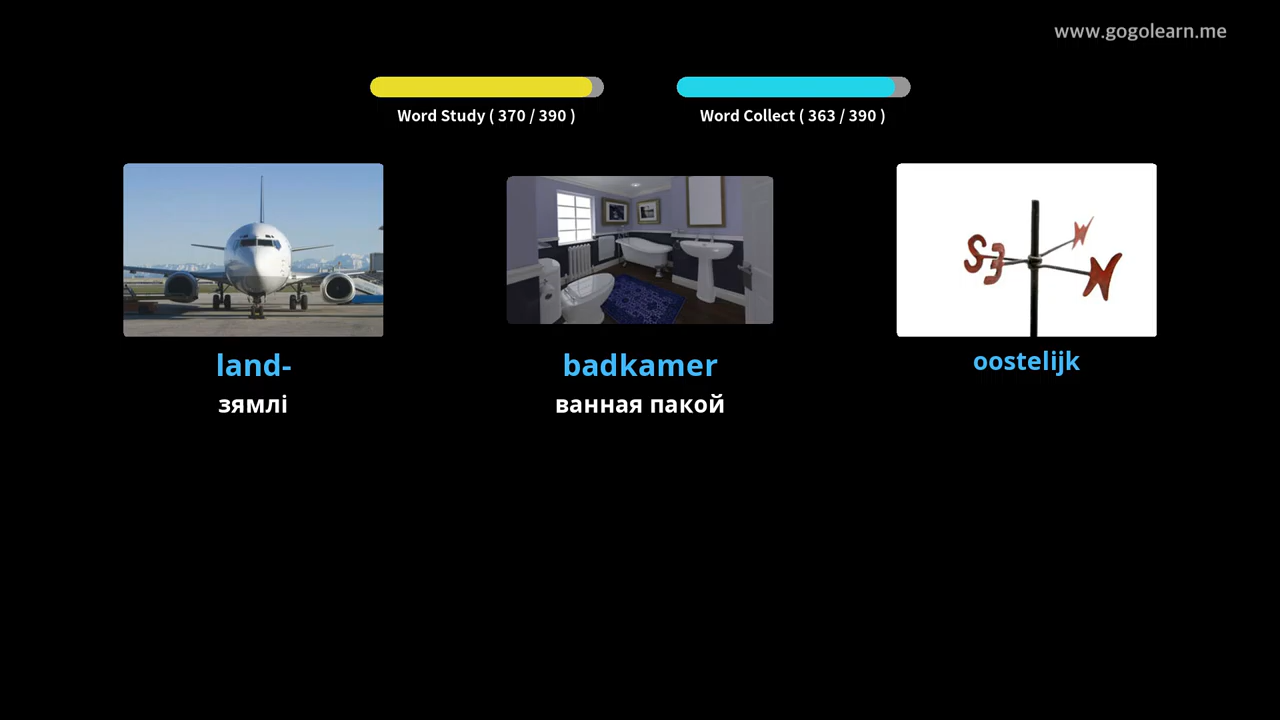 www.gogolearn.me
Word Study ( 370 / 390 )
Word Collect ( 363 / 390 )
S
E
N
W
land-
badkamer
oostelijk
зямлі
ванная пакой